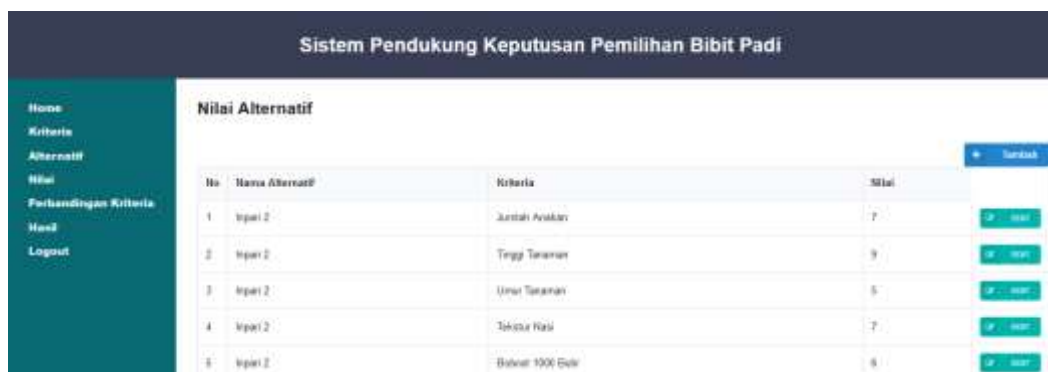 Sistem Pendukung Keputusan Pemilihan Bibit Padi
Home
Kriteria
Alternatif
Nilai
Perbandingan Kriteria
Hasil
Logout
Nilai Alternatif
Tambah
No Nama Alternatif Kriteria Nilai
1 Inpari 2 Jumlah Anakan 7
2 Inpari 2 Tinggi Tanaman 9
3 Inpari 2 Umur Tanaman 5
4 Inpari 2 Tekstur Nasi 7
5 Inpari 2 1000 6